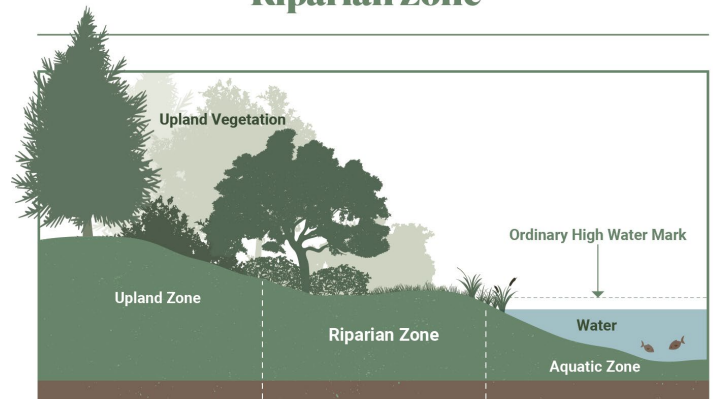 Riparian Zone
Upland Vegetation
Ordinary High Water Mark
Upland Zone
Water
Riparian Zone
Aquatic Zone